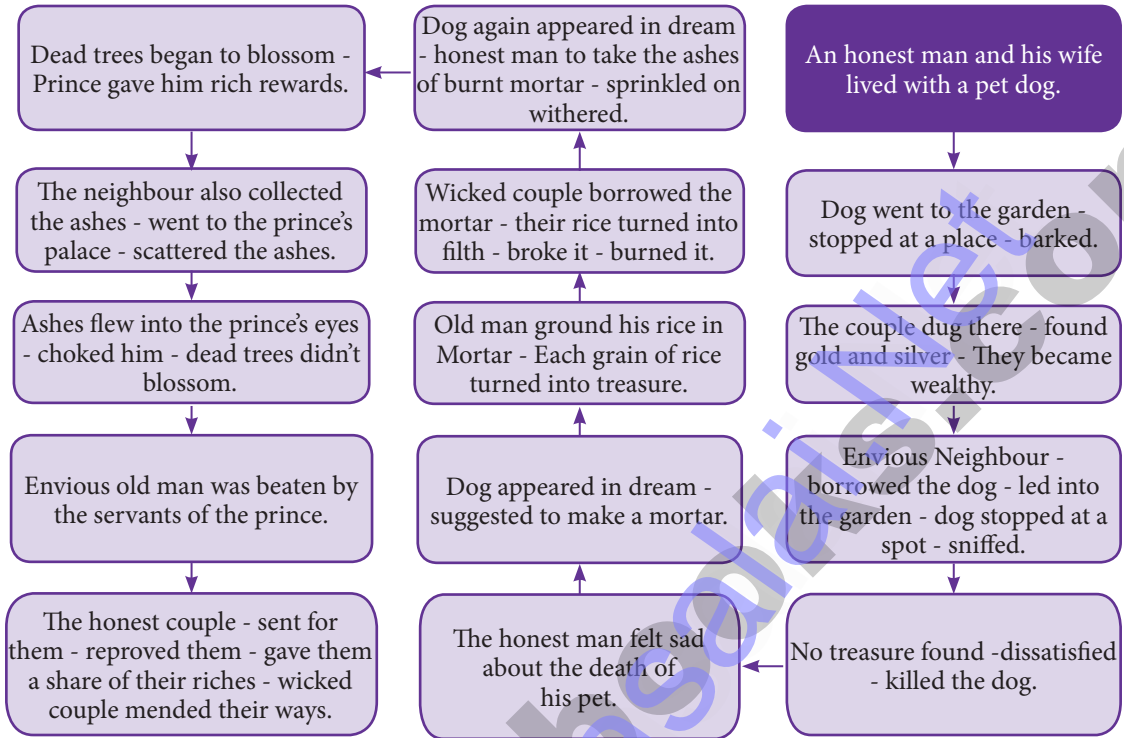 An honest man and his wife
lived with a pet dog.
Dog went to the garden -
stopped at a place - barked.
The couple dug there - found
gold and silver - They became
wealthy.
Envious Neighbour -
borrowed the dog - led into
the garden - dog stopped at a
spot - sniffed.
No treasure found -dissatisfied
- killed the dog.
The honest man felt sad
about the death of
his pet.
Dog appeared in dream -
suggested to make a mortar.
Old man ground his rice in
Mortar - Each grain of rice
turned into treasure.
Wicked couple borrowed the
mortar - their rice turned into
filth - broke it - burned it.
Dog again appeared in dream
- honest man to take the ashes
of burnt mortar - sprinkled on
withered.
Dead trees began to blossom -
Prince gave him rich rewards.
The neighbour also collected
the ashes - went to the prince's
palace - scattered the ashes.
Ashes flew into the prince's eyes
- choked him - dead trees didn't
blossom.
Envious old man was beaten by
the servants of the prince.
The honest couple - sent for
them - reproved them - gave them
a share of their riches - wicked
couple mended their ways.